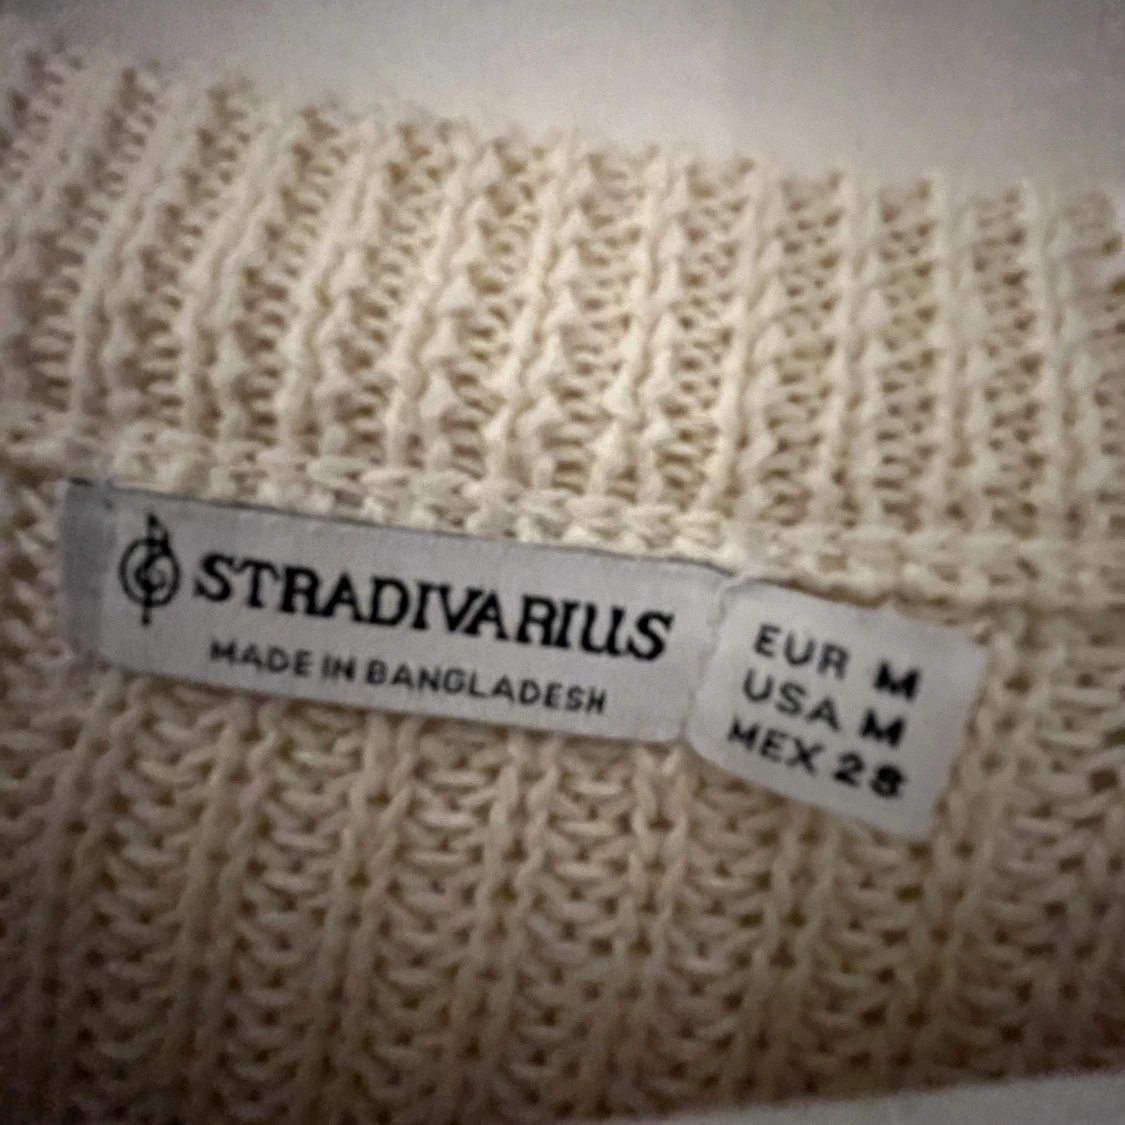 STRADIVARIUS
MADE IN BANGLADESH
EUR M
USA M
MEX 28